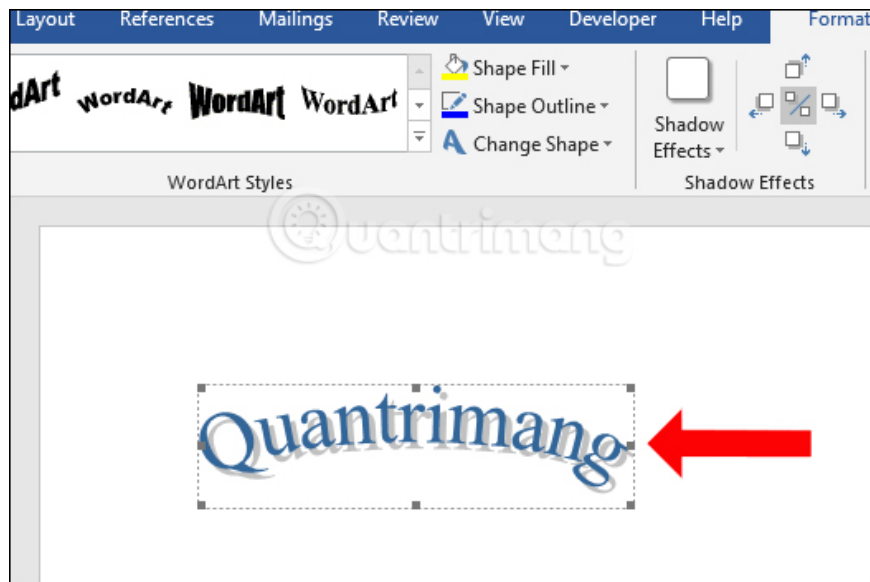 Layout References Mailings Review View Developer Help Format
dArt WordArt WordArt WordArt
Shape Fill
Shape Outline
Change Shape
Shadow
Effects
WordArt Styles
Shadow Effects
Quantrimang
Quantrimang